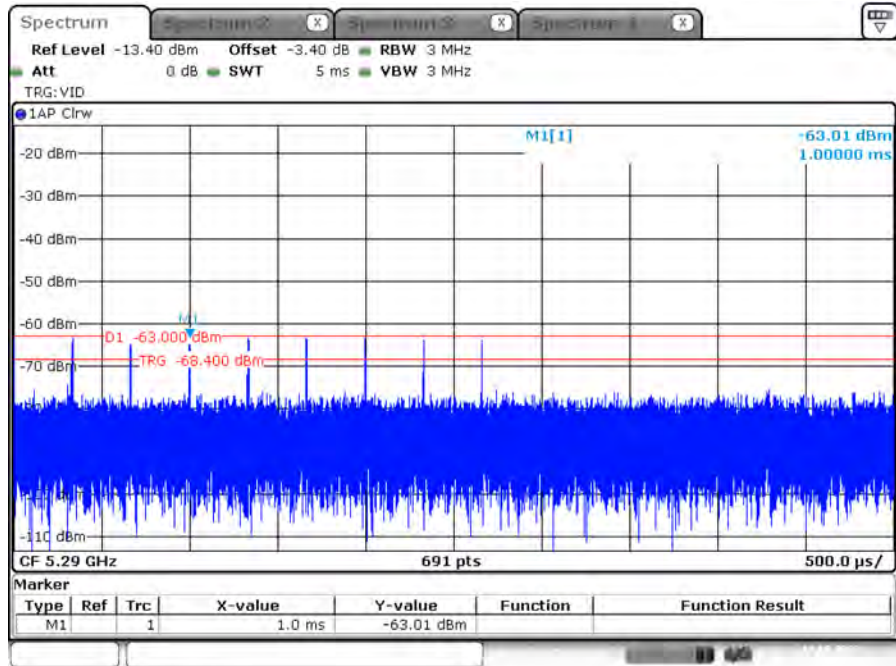 Spectrum Spectrum 2 X Spectrum 3 X X
Ref Level -13.40 dBm Offset -3.40 dB RBW 3 MHz
Att 0 dB SWT 5 ms VBW 3 MHz
TRG:VID
1AP Clrw
M1[1] -63.01 dBm
1.00000 ms
-20 dBm
-30 dBm
-40 dBm
-50 dBm
-60 dBm
M1
D1 -63.000 dBm
TRG -68.400 dBm
-70 dBm
-110 dBm
CF 5.29 GHz 691 pts 500.0 µs/
Marker
Type Ref Trc X-value Y-value Function Function Result
M1 1 1.0 ms -63.01 dBm